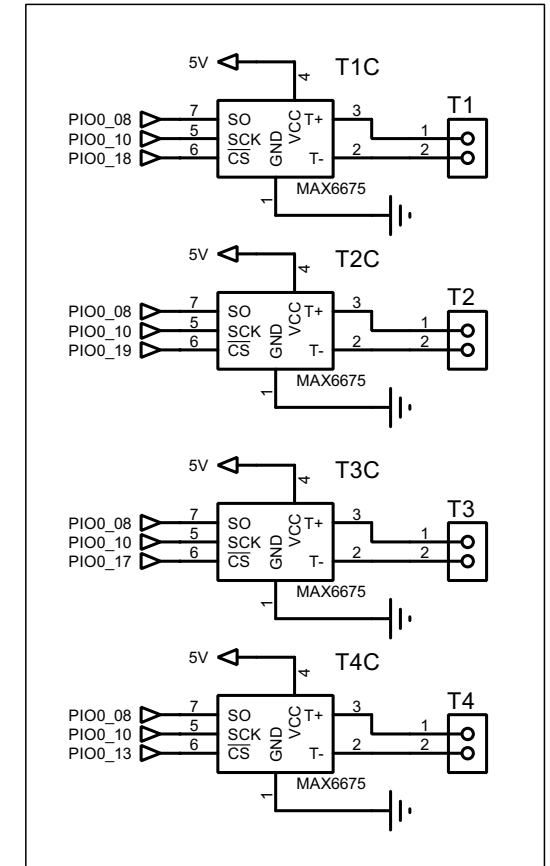 5V
4
T1C
PIO0_08 7 SO VCC T+ 3 1 T1
PIO0_10 5 SCK
PIO0_18 6 CS GND T- 2 2
1 MAX6675
5V
4
T2C
PIO0_08 7 SO VCC T+ 3 1 T2
PIO0_10 5 SCK
PIO0_19 6 CS GND T- 2 2
1 MAX6675
5V
4
T3C
PIO0_08 7 SO VCC T+ 3 1 T3
PIO0_10 5 SCK
PIO0_17 6 CS GND T- 2 2
1 MAX6675
5V
4
T4C
PIO0_08 7 SO VCC T+ 3 1 T4
PIO0_10 5 SCK
PIO0_13 6 CS GND T- 2 2
1 MAX6675